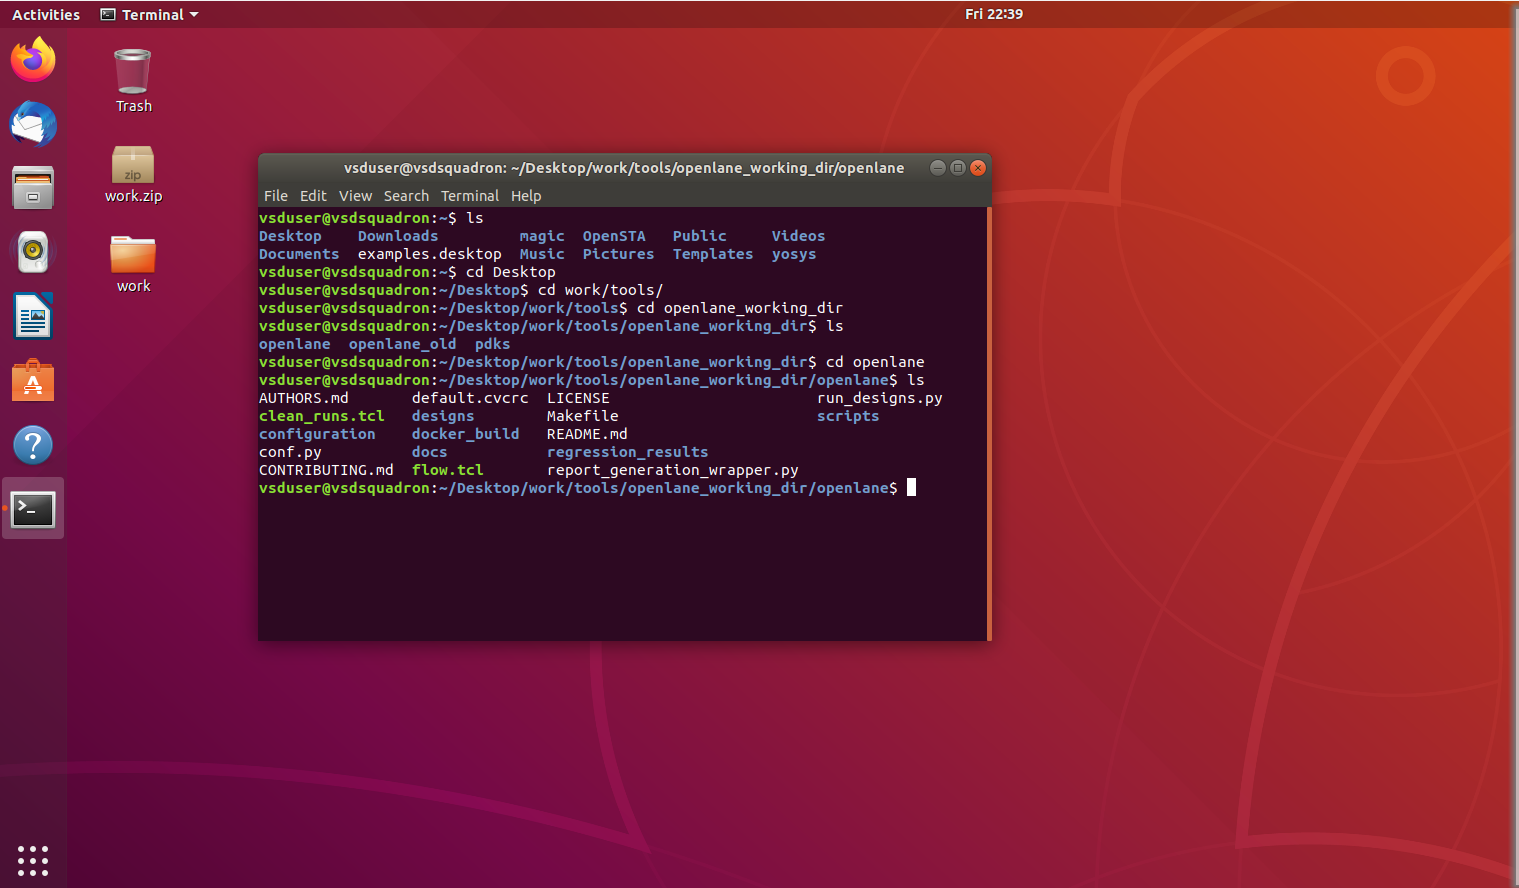 Activities Terminal Fri 22:39
Trash
zip
work.zip
work
vsduser@vsdsquadron: ~/Desktop/work/tools/openlane_working_dir/openlane
File Edit View Search Terminal Help
vsduser@vsdsquadron:~$ ls
Desktop Downloads magic OpenSTA Public Videos
Documents examples.desktop Music Pictures Templates yosys
vsduser@vsdsquadron:~$ cd Desktop
vsduser@vsdsquadron:~/Desktop$ cd work/tools/
vsduser@vsdsquadron:~/Desktop/work/tools$ cd openlane_working_dir
vsduser@vsdsquadron:~/Desktop/work/tools/openlane_working_dir$ ls
openlane openlane_old pdks
vsduser@vsdsquadron:~/Desktop/work/tools/openlane_working_dir$ cd openlane
vsduser@vsdsquadron:~/Desktop/work/tools/openlane_working_dir/openlane$ ls
AUTHORS.md default.cvcrc LICENSE run_designs.py
clean_runs.tcl designs Makefile scripts
configuration docker_build README.md
conf.py docs regression_results
CONTRIBUTING.md flow.tcl report_generation_wrapper.py
vsduser@vsdsquadron:~/Desktop/work/tools/openlane_working_dir/openlane$